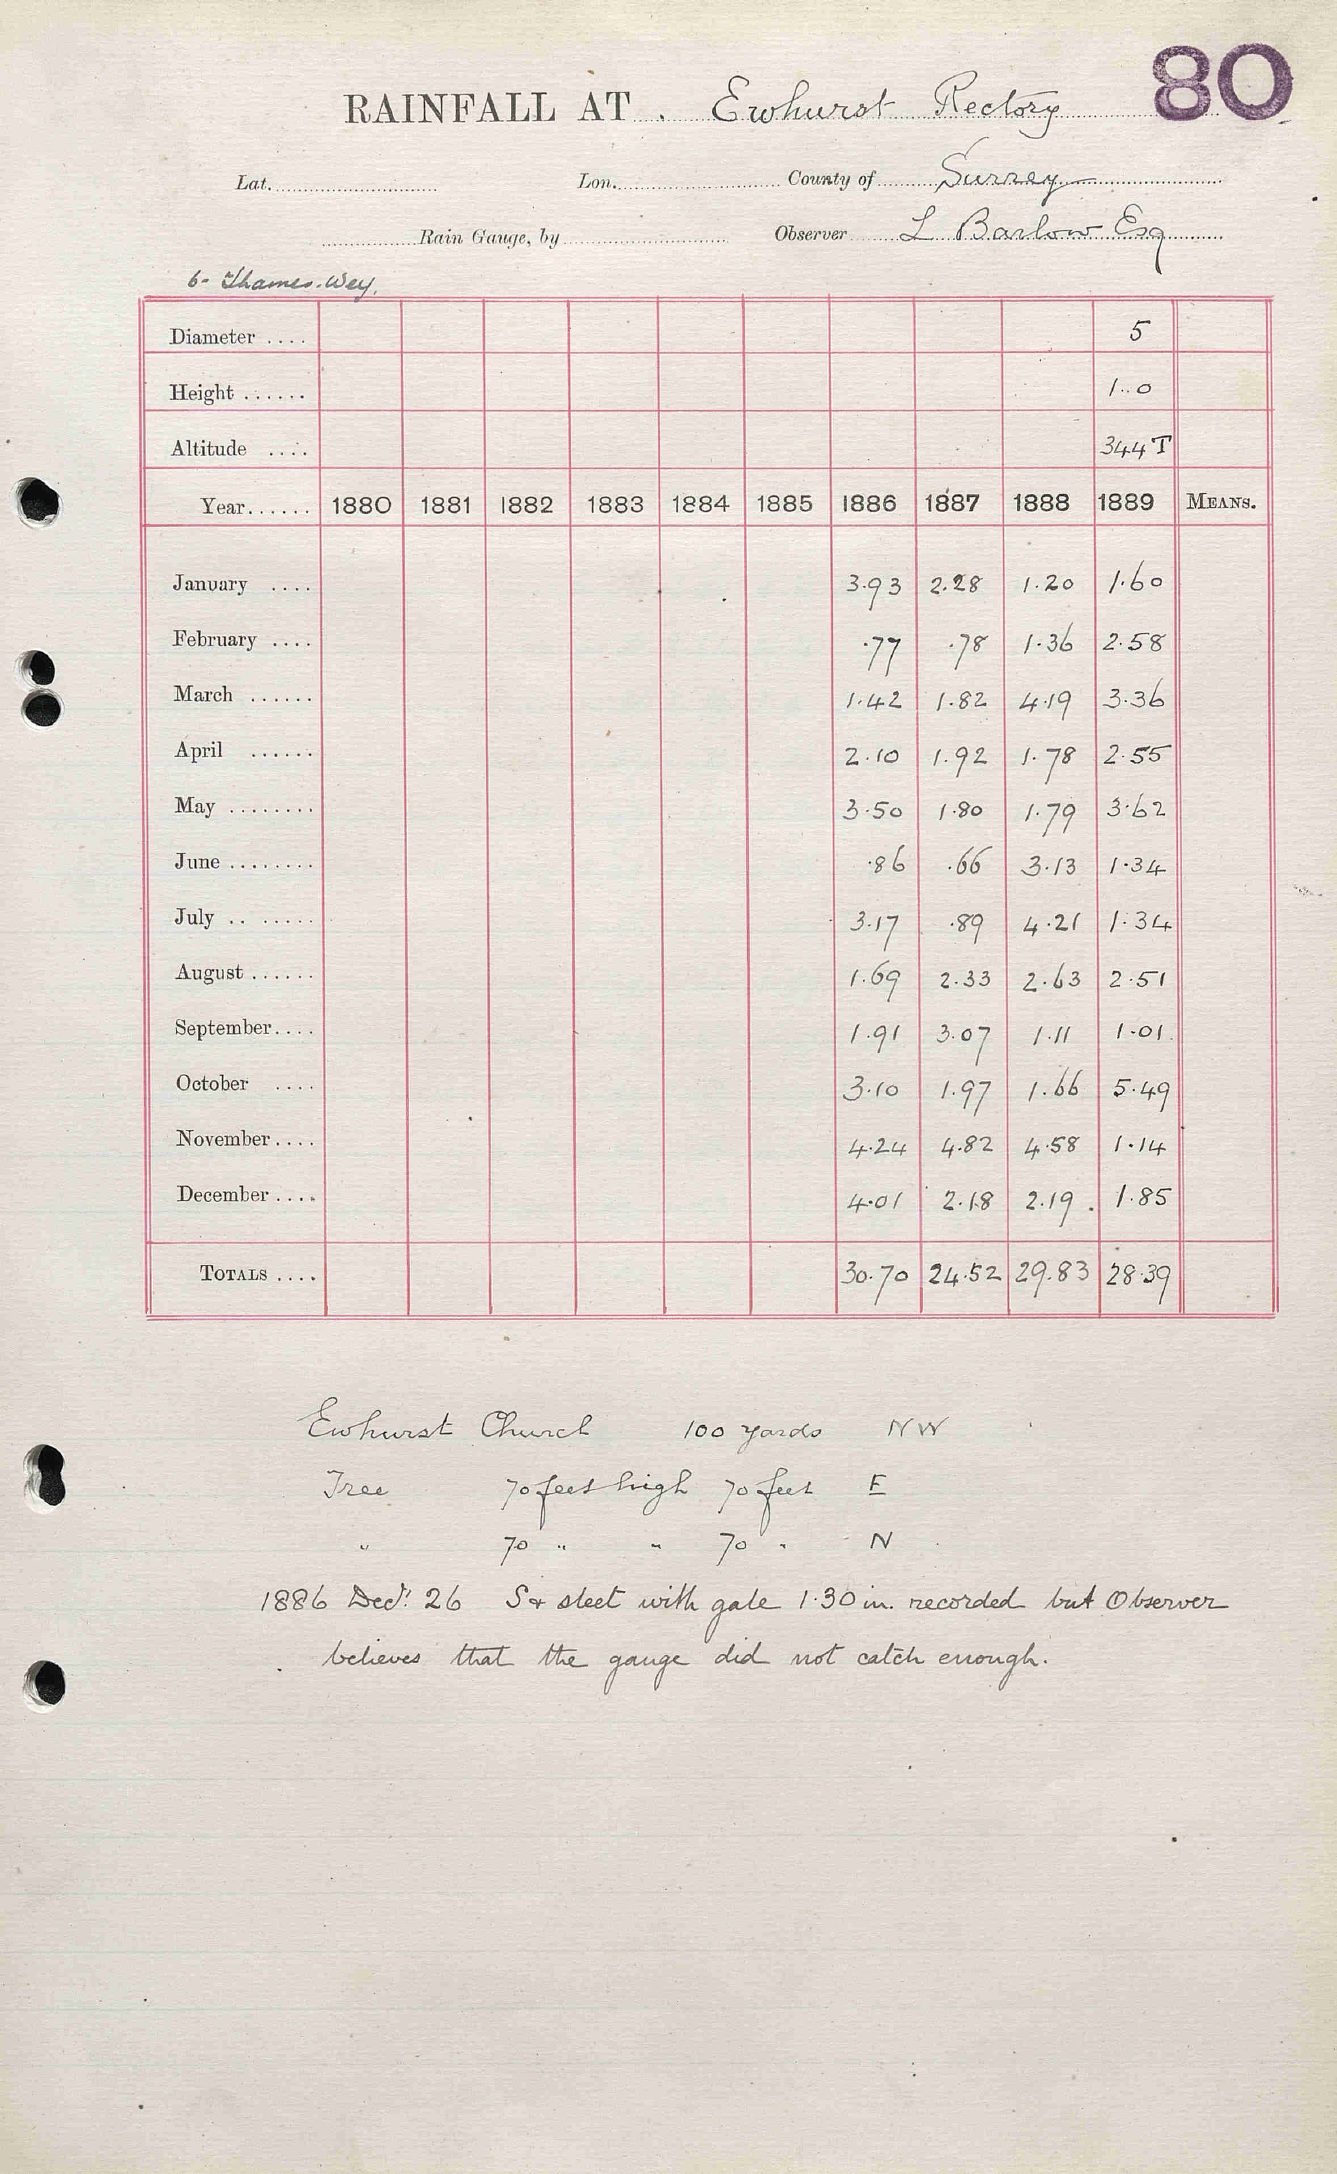 80
RAINFALL AT . Ewhurst Rectory
Lat. Lon. County of Surrey
Rain Gauge, by Observer L Barlow Esq
6- Thames. Wey.
Diameter .... 5
Height ...... 1..0
Altitude .... 344 T
Year...... 1880 1881 1882 1883 1884 1885 1886 1887 1888 1889 MEANS.
January .... 3.93 2.28 1.20 1.60
February .... .77 .78 1.36 2.58
March ...... 1.42 1.82 4.19 3.36
April ...... 2.10 1.92 1.78 2.55
May ........ 3.50 1.80 1.79 3.62
June ........ .86 .66 3.13 1.34
July .. ..... 3.17 .89 4.21 1.34
August ...... 1.69 2.33 2.63 2.51
September.... 1.91 3.07 1.11 1.01
October .... 3.10 1.97 1.66 5.49
November.... 4.24 4.82 4.58 1.14
December .... 4.01 2.18 2.19 . 1.85
TOTALS .... 30.70 24.52 29.83 28.39
Ewhurst Church 100 yards NW
Tree 70 feet high 70 feet E
" 70 " " 70 " N
1886 Decr. 26 S & sleet with gale 1.30 in. recorded but Observer
believes that the gauge did not catch enough.